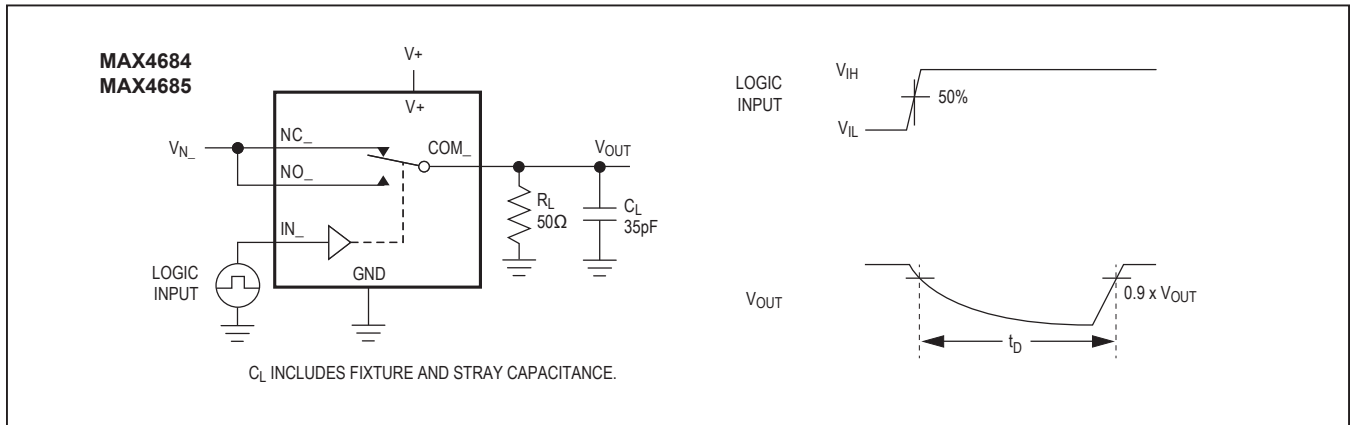 MAX4684
MAX4685
V+
V+
NC_
VN_
NO_
COM_
VOUT
RL
50Ω
CL
35pF
IN_
LOGIC
INPUT
GND
CL INCLUDES FIXTURE AND STRAY CAPACITANCE.
LOGIC
INPUT
VIH
50%
VIL
VOUT
0.9 x VOUT
tD